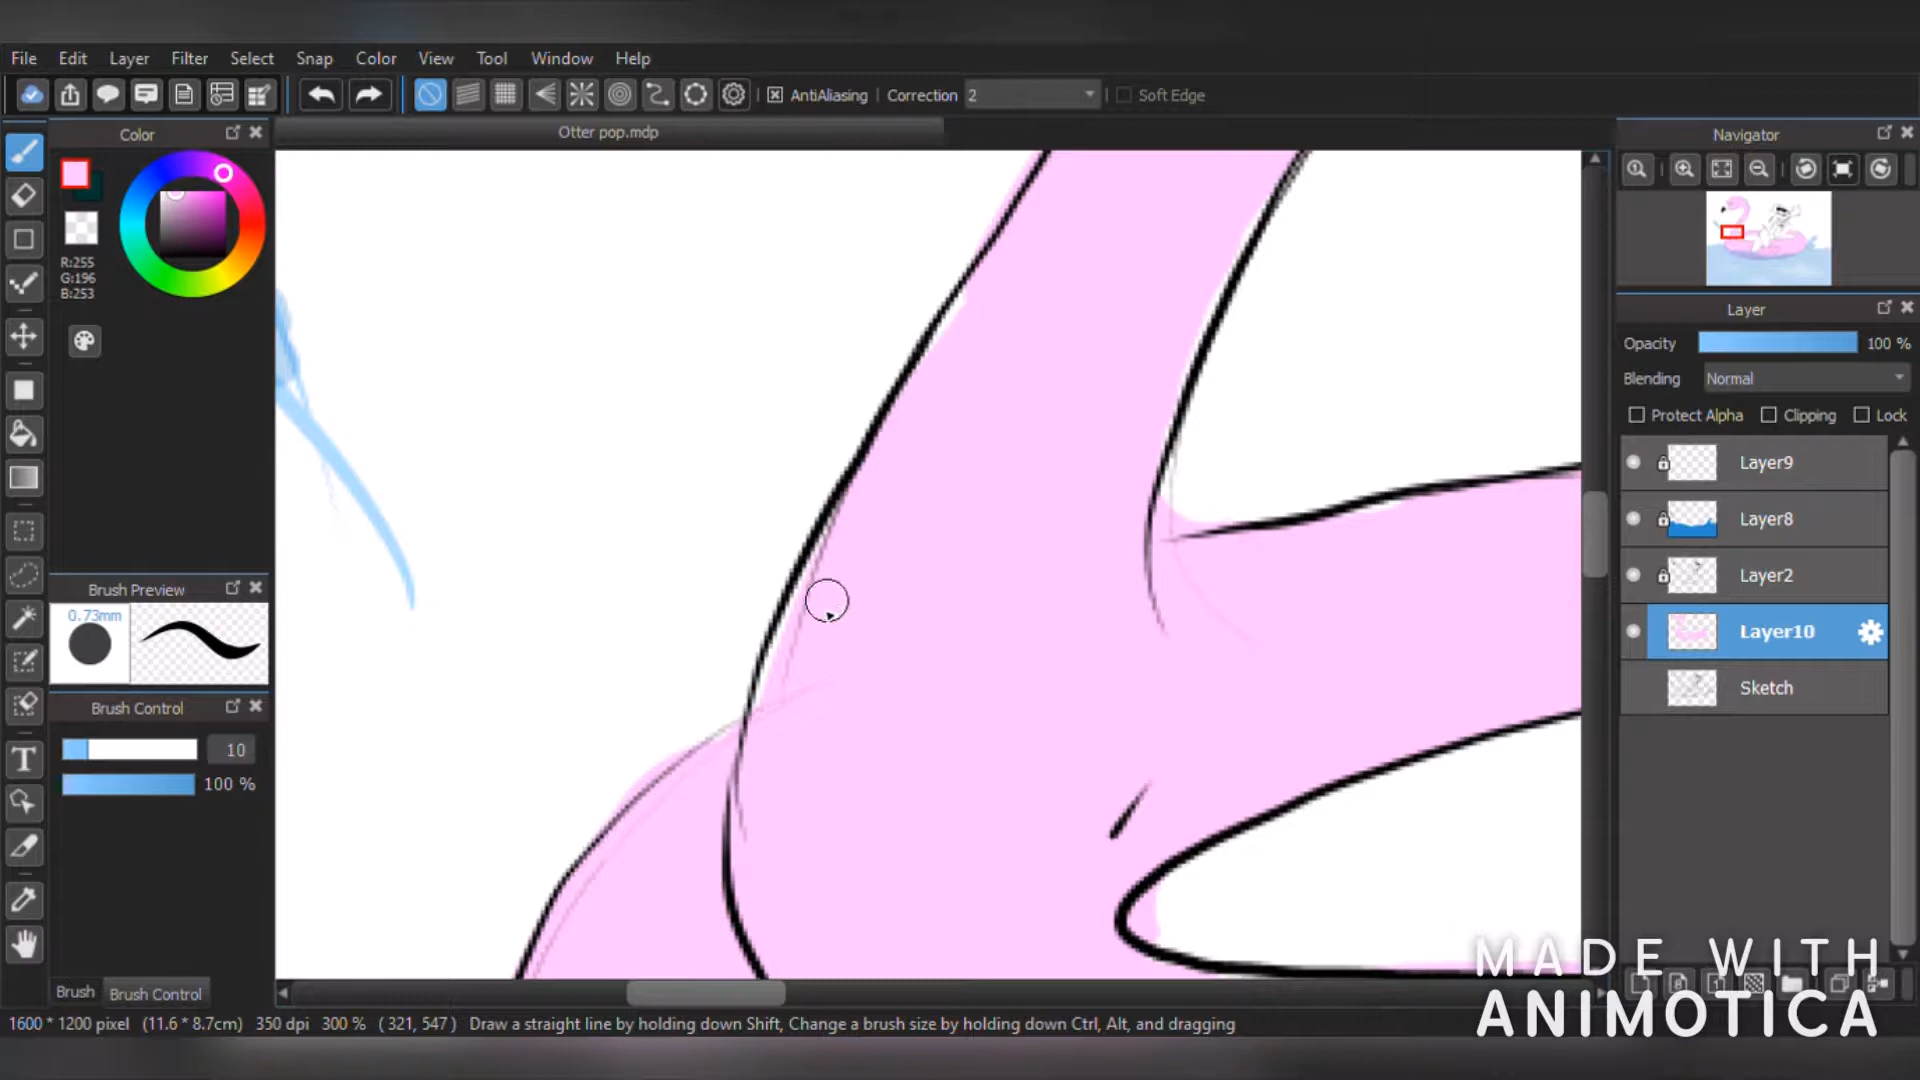 File Edit Layer Filter Select Snap Color View Tool Window Help
AntiAliasing Correction 2 Soft Edge
Color
Otter pop.mdp
Navigator
R:255
G:196
B:253
Layer
Opacity 100 %
Blending Normal
Protect Alpha Clipping Lock
Layer9
Layer8
Layer2
Layer10
Sketch
Brush Preview
0.73mm
Brush Control
10
100 %
Brush Brush Control
MADE WITH
ANIMOTICA
1600 * 1200 pixel (11.6 * 8.7cm) 350 dpi 300 % ( 321, 547 ) Draw a straight line by holding down Shift, Change a brush size by holding down Ctrl, Alt, and dragging